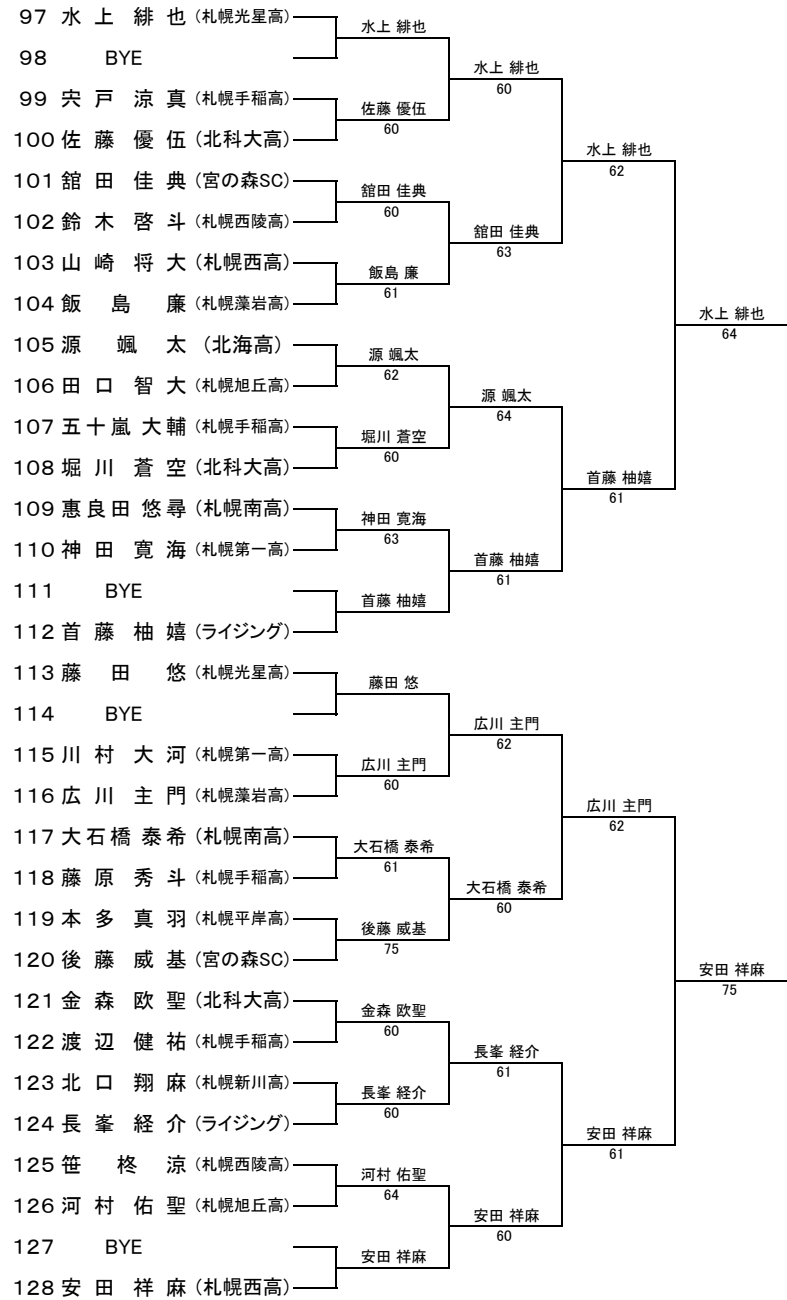 97 水 上 緋 也 (札幌光星高)
水上 緋也
98 BYE
水上 緋也
60
99 宍 戸 涼 真 (札幌手稲高)
佐藤 優伍
60
100 佐 藤 優 伍 (北科大高)
水上 緋也
62
101 舘 田 佳 典 (宮の森SC)
舘田 佳典
60
102 鈴 木 啓 斗 (札幌西陵高)
舘田 佳典
63
103 山 崎 将 大 (札幌西高)
飯島 廉
61
104 飯 島 廉 (札幌藻岩高)
水上 緋也
64
105 源 颯 太 (北海高)
源 颯太
62
106 田 口 智 大 (札幌旭丘高)
源 颯太
64
107 五十嵐 大輔 (札幌手稲高)
堀川 蒼空
60
108 堀 川 蒼 空 (北科大高)
首藤 柚嬉
61
109 惠良田 悠尋 (札幌南高)
神田 寛海
63
110 神 田 寛 海 (札幌第一高)
首藤 柚嬉
61
111 BYE
首藤 柚嬉
112 首 藤 柚 嬉 (ライジング)
113 藤 田 悠 (札幌光星高)
藤田 悠
114 BYE
広川 主門
62
115 川 村 大 河 (札幌第一高)
広川 主門
60
116 広 川 主 門 (札幌藻岩高)
広川 主門
62
117 大石橋 泰希 (札幌南高)
大石橋 泰希
61
118 藤 原 秀 斗 (札幌手稲高)
大石橋 泰希
60
119 本 多 真 羽 (札幌平岸高)
後藤 威基
75
120 後 藤 威 基 (宮の森SC)
安田 祥麻
75
121 金 森 欧 聖 (北科大高)
金森 欧聖
60
122 渡 辺 健 祐 (札幌手稲高)
長峯 経介
61
123 北 口 翔 麻 (札幌新川高)
長峯 経介
60
124 長 峯 経 介 (ライジング)
安田 祥麻
61
125 笹 柊 涼 (札幌西陵高)
河村 佑聖
64
126 河 村 佑 聖 (札幌旭丘高)
安田 祥麻
60
127 BYE
安田 祥麻
128 安 田 祥 麻 (札幌西高)